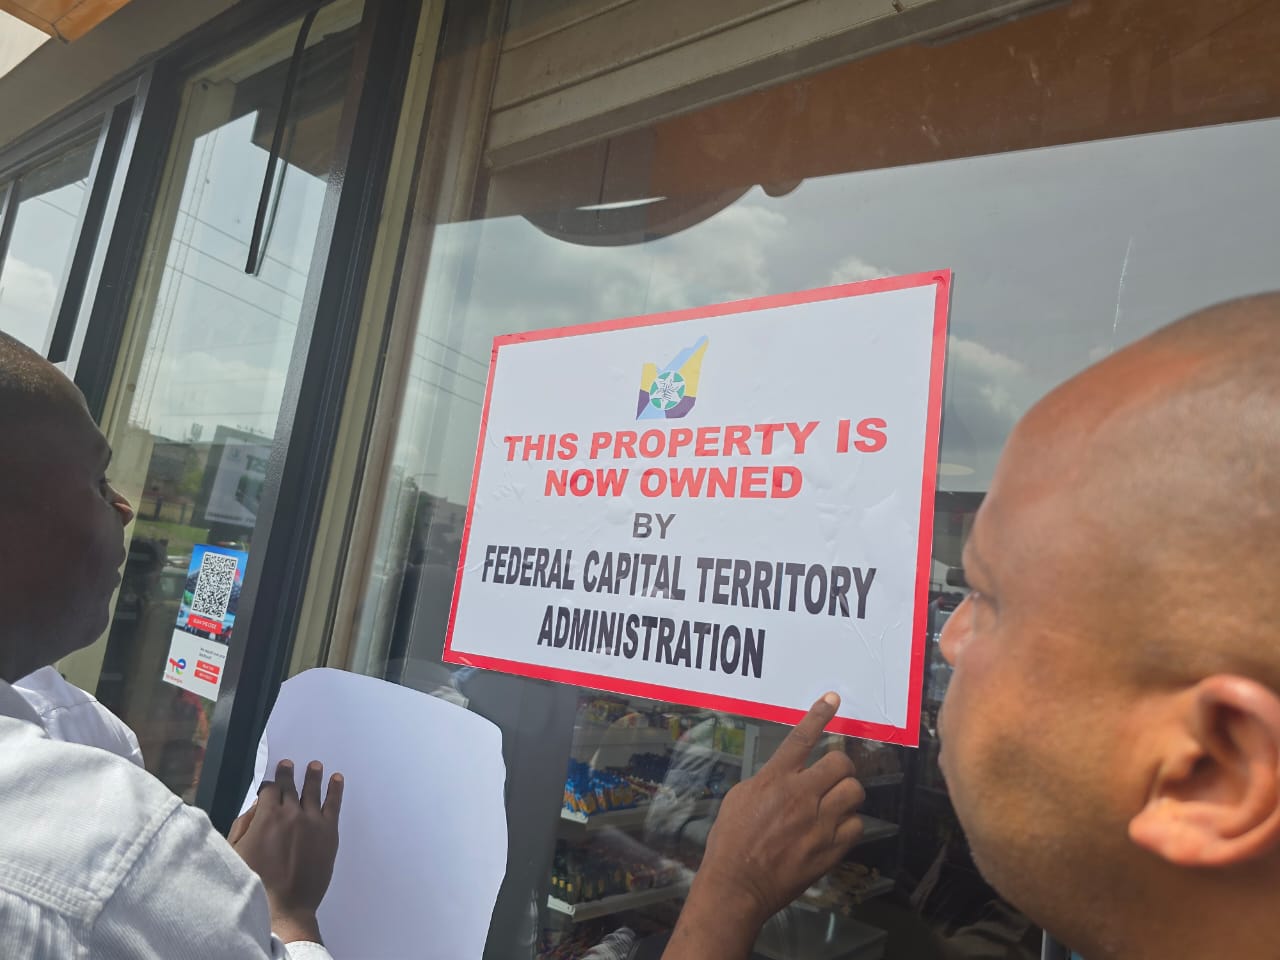 THIS PROPERTY IS
NOW OWNED
BY
FEDERAL CAPITAL TERRITORY
ADMINISTRATION